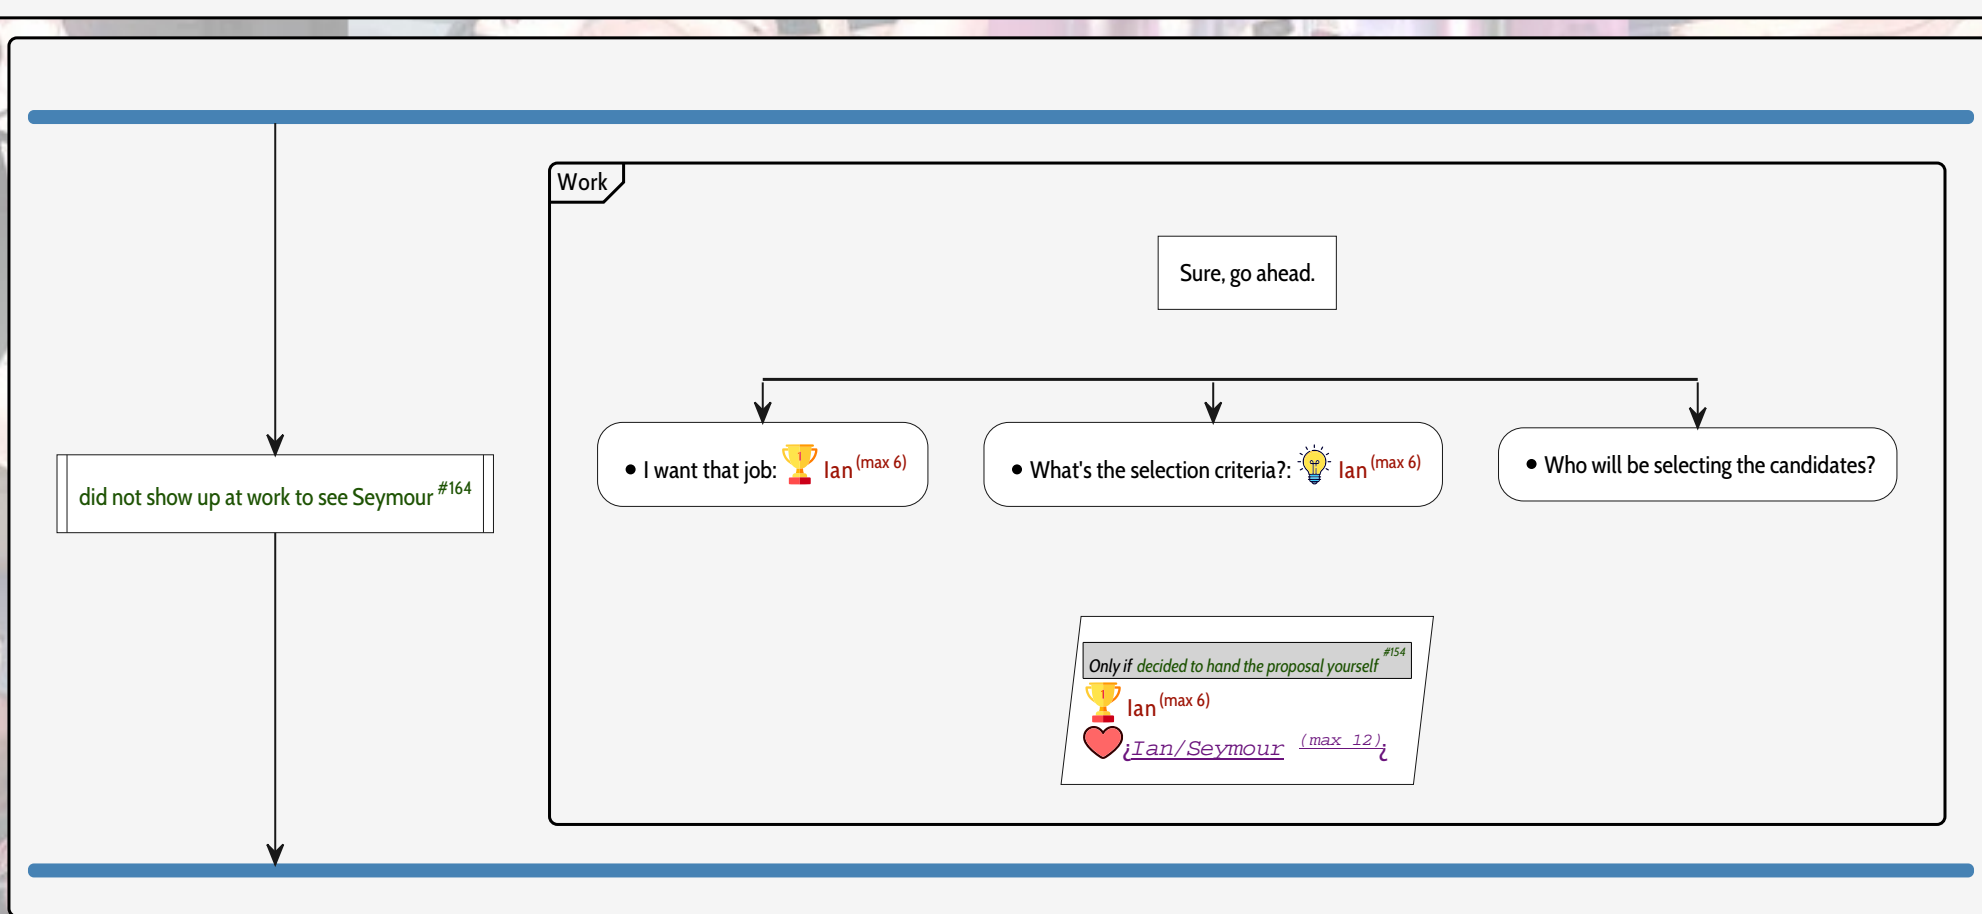 Work
Sure, go ahead.
• I want that job: 1 Ian (max 6)
• What's the selection criteria?: Ian (max 6)
• Who will be selecting the candidates?
did not show up at work to see Seymour #164
Only if decided to hand the proposal yourself #154
1 Ian (max 6)
¿Ian/Seymour (max 12)¿